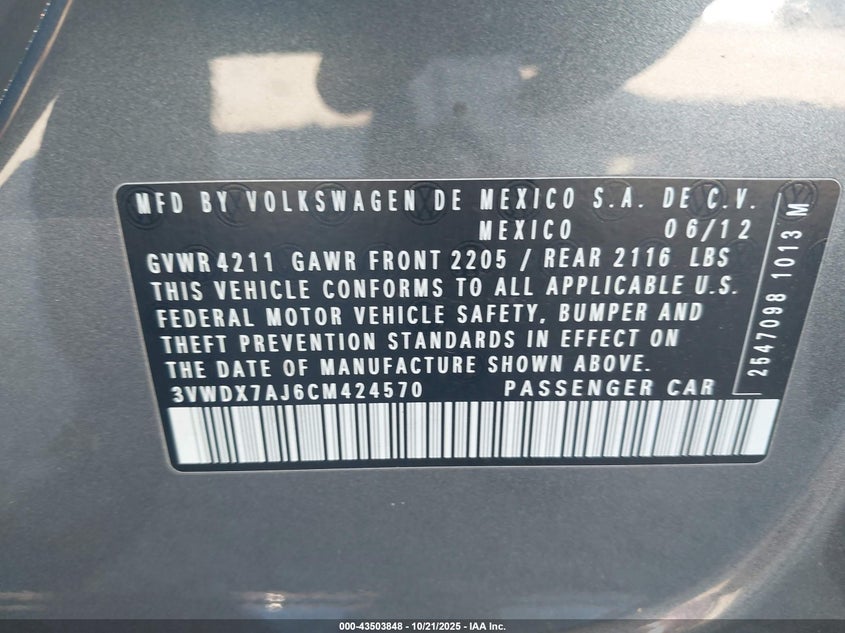 MFD BY VOLKSWAGEN DE MEXICO S.A. DE C.V.
MEXICO 06/12
GVWR 4211 GAWR FRONT 2205 / REAR 2116 LBS
THIS VEHICLE CONFORMS TO ALL APPLICABLE U.S.
FEDERAL MOTOR VEHICLE SAFETY, BUMPER AND
THEFT PREVENTION STANDARDS IN EFFECT ON
THE DATE OF MANUFACTURE SHOWN ABOVE.
3VWDX7AJ6CM424570 PASSENGER CAR
2547098 1013 M
000-43503848 - 10/21/2025 - IAA Inc.